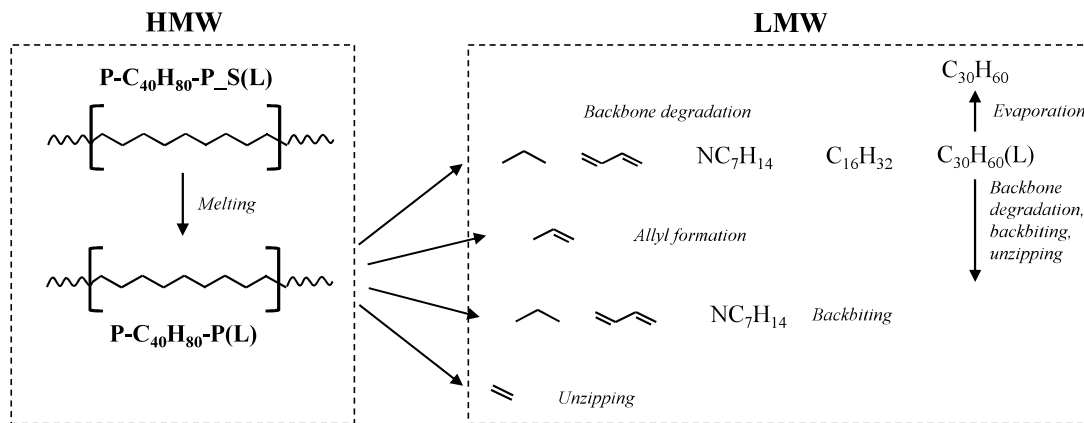 HMW
LMW
P-C₄₀H₈₀-P_S(L)
Melting
P-C₄₀H₈₀-P(L)
C₃₀H₆₀
Evaporation
Backbone degradation
NC₇H₁₄
C₁₆H₃₂
C₃₀H₆₀(L)
Backbone
degradation,
backbiting,
unzipping
Allyl formation
NC₇H₁₄
Backbiting
Unzipping